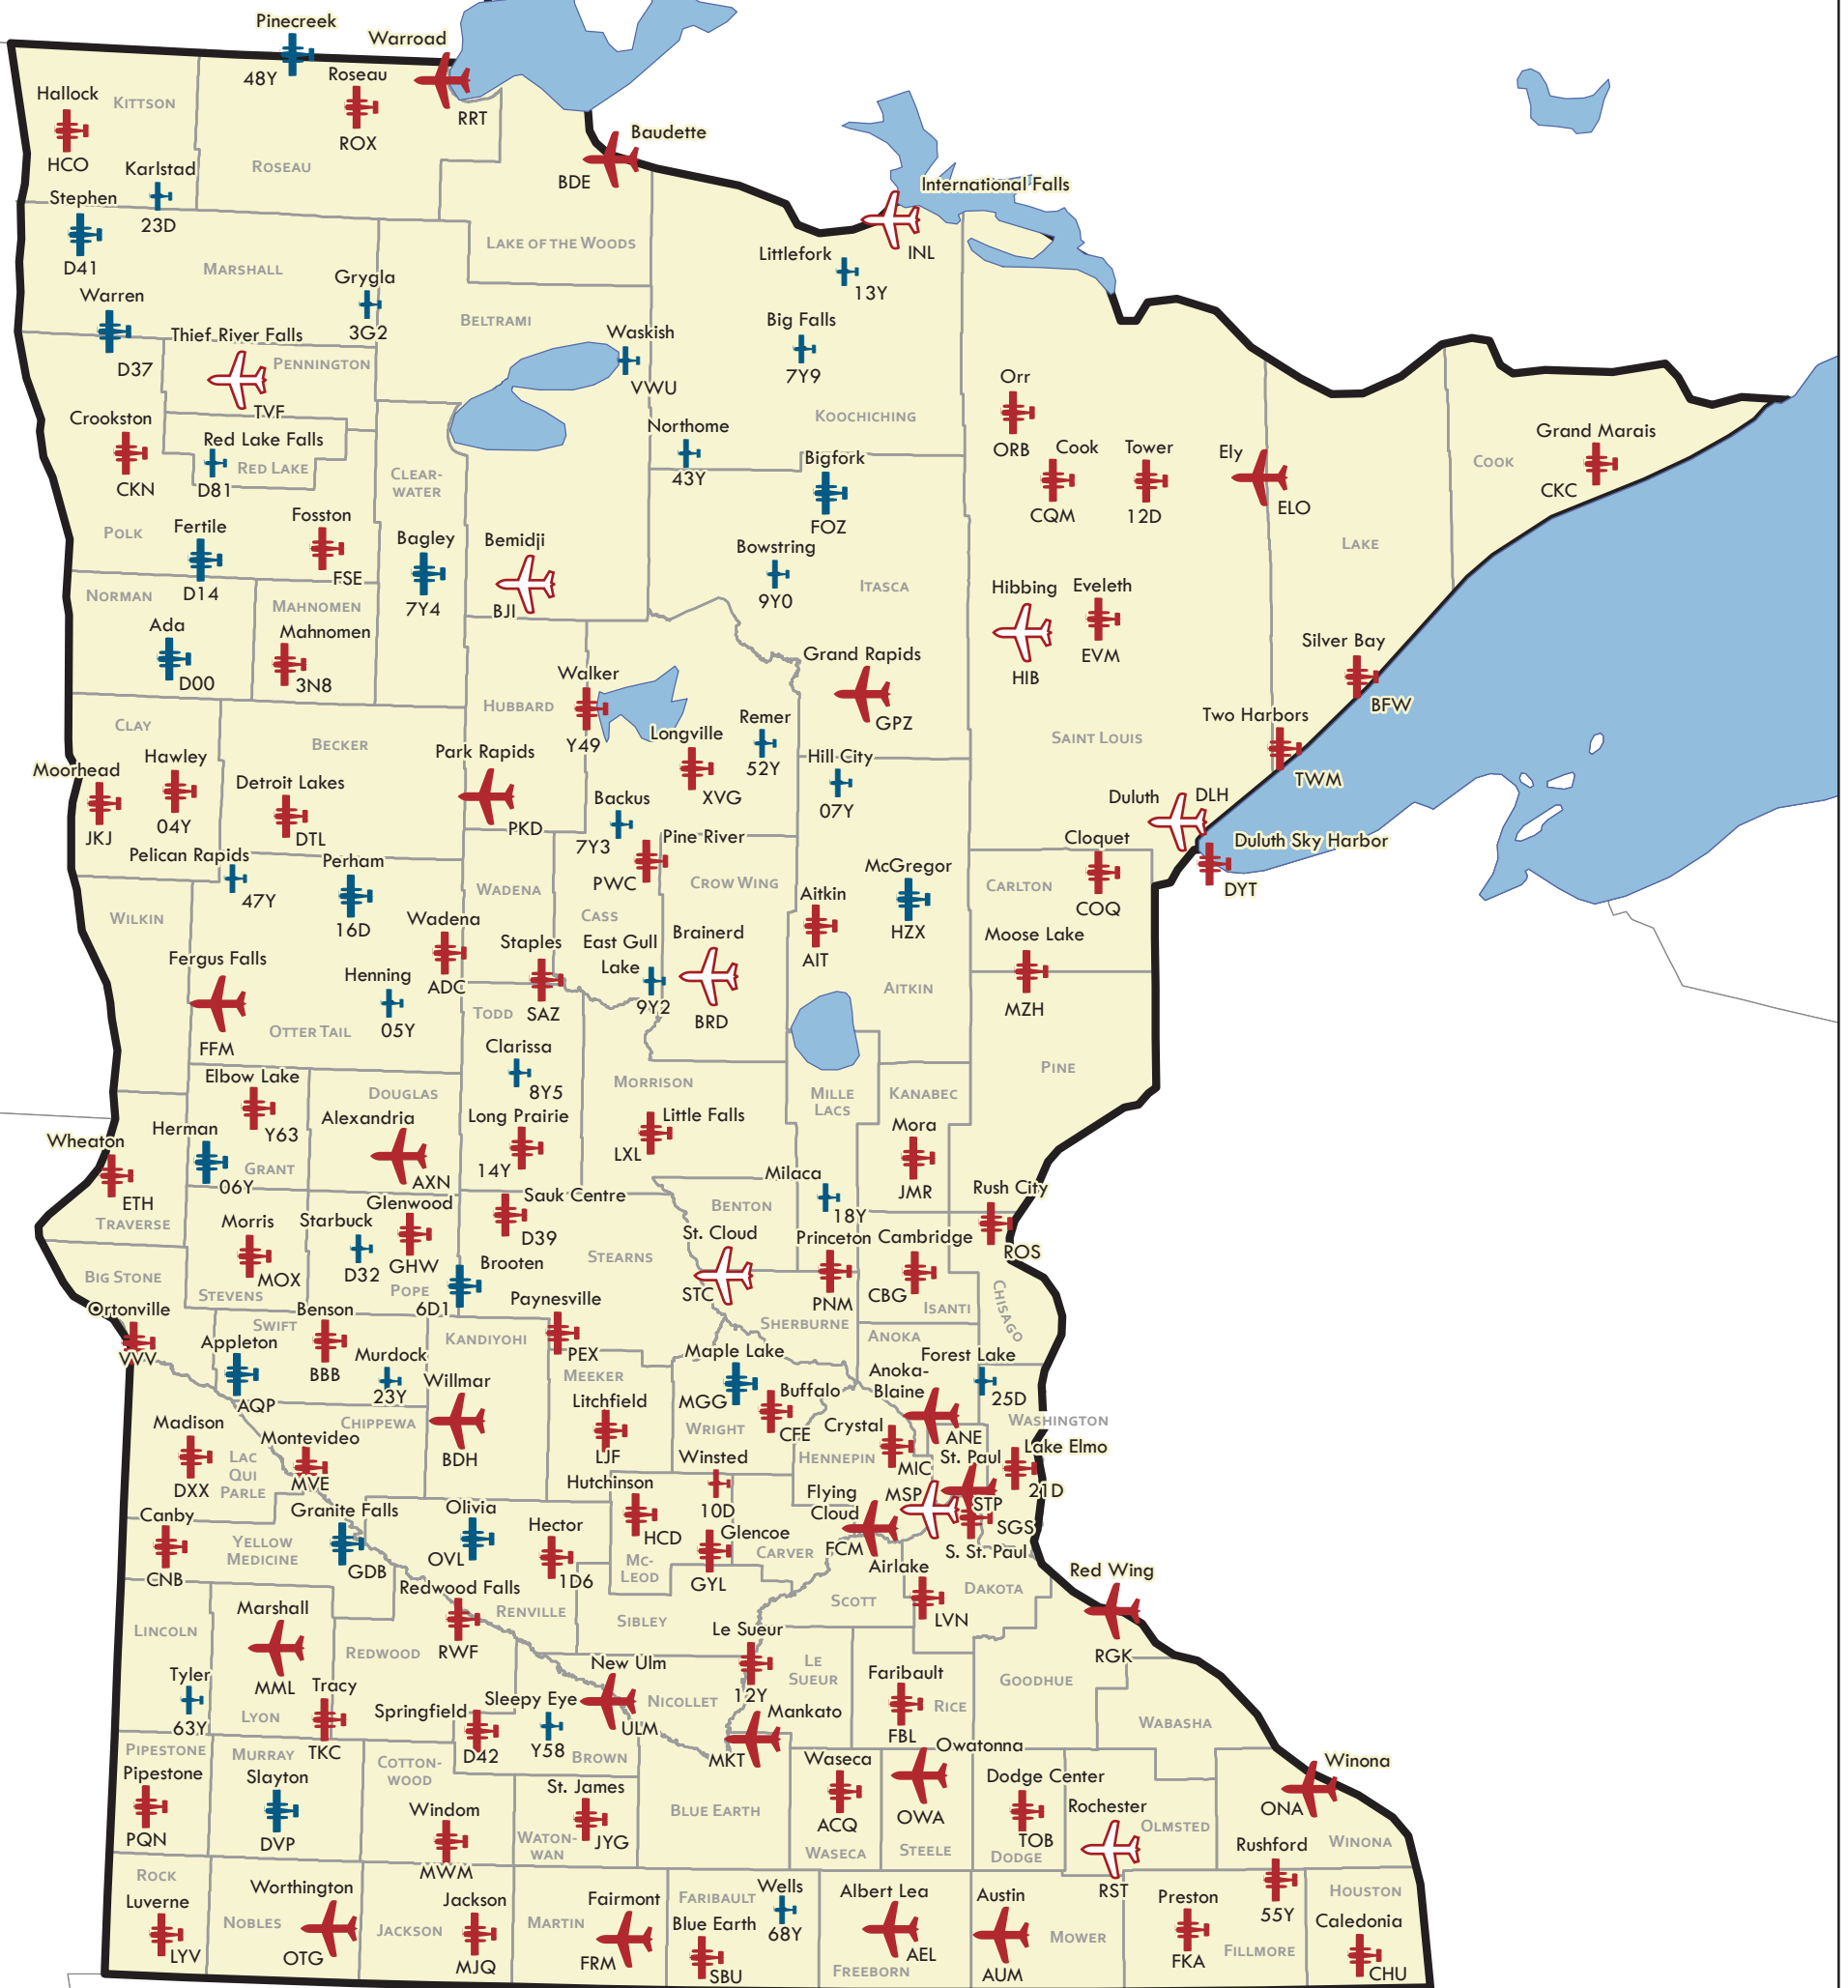 Pinecreek
48Y
Warroad
RRT
Roseau
ROX
Hallock
HCO
KITTSON
ROSEAU
Karlstad
23D
Stephen
D41
Baudette
BDE
International Falls
INL
LAKE OF THE WOODS
Littlefork
13Y
MARSHALL
Grygla
3G2
Warren
D37
BELTRAMI
Big Falls
7Y9
Waskish
VWU
Thief River Falls
TVF
PENNINGTON
Orr
ORB
KOOCHICHING
Crookston
CKN
Red Lake Falls
D81
RED LAKE
Northome
43Y
Bigfork
FOZ
Cook
CQM
Tower
12D
Ely
ELO
Grand Marais
CKC
COOK
CLEAR-
WATER
POLK
Fertile
D14
Fosston
FSE
Bagley
7Y4
Bemidji
BJI
Bowstring
9Y0
ITASCA
LAKE
NORMAN
MAHNOMEN
Ada
D00
Mahnomen
3N8
Hibbing
HIB
Eveleth
EVM
Silver Bay
BFW
Walker
Y49
Grand Rapids
GPZ
HUBBARD
CLAY
BECKER
Remer
52Y
Longville
XVG
Two Harbors
TWM
SAINT LOUIS
Moorhead
JKJ
Hawley
04Y
Detroit Lakes
DTL
Park Rapids
PKD
Hill City
07Y
Backus
7Y3
Pine River
PWC
Duluth
DLH
Duluth Sky Harbor
DYT
Cloquet
COQ
Pelican Rapids
47Y
Perham
16D
WADENA
CROW WING
McGregor
HZX
CARLTON
WILKIN
Wadena
ADC
CASS
Aitkin
AIT
Staples
SAZ
East Gull
Lake
9Y2
Brainerd
BRD
Moose Lake
MZH
Fergus Falls
FFM
Henning
05Y
AITKIN
OTTER TAIL
TODD
Clarissa
8Y5
MORRISON
PINE
Elbow Lake
Y63
DOUGLAS
MILLE
LACS
KANABEC
Alexandria
AXN
Long Prairie
14Y
Little Falls
LXL
Mora
JMR
Wheaton
ETH
Herman
06Y
GRANT
Milaca
18Y
Rush City
ROS
TRAVERSE
Morris
MOX
Starbuck
D32
Glenwood
GHW
Sauk Centre
D39
BENTON
St. Cloud
STC
Princeton
PNM
Cambridge
CBG
STEARNS
BIG STONE
STEVENS
POPE
Brooten
6D1
ISANTI
CHISAGO
Ortonville
VVV
SWIFT
Benson
BBB
Paynesville
PEX
SHERBURNE
ANOKA
KANDIYOHI
Appleton
AQP
Murdock
23Y
Maple Lake
MGG
Forest Lake
25D
MEEKER
Willmar
BDH
Buffalo
CFE
Anoka-
Blaine
ANE
Litchfield
LJF
Madison
DXX
CHIPPEWA
Montevideo
MVE
WRIGHT
Crystal
MIC
WASHINGTON
Lake Elmo
21D
HENNEPIN
St. Paul
STP
LAC
QUI
PARLE
Winsted
10D
Hutchinson
HCD
Flying
Cloud
FCM
MSP
SGS
S. St. Paul
Canby
CNB
Granite Falls
GDB
Olivia
OVL
Hector
1D6
Glencoe
GYL
YELLOW
MEDICINE
MC-
LEOD
CARVER
Airlake
LVN
DAKOTA
Red Wing
RGK
Redwood Falls
RWF
RENVILLE
SIBLEY
SCOTT
Marshall
MML
LINCOLN
REDWOOD
Le Sueur
12Y
LE
SUEUR
Faribault
FBL
RICE
GOODHUE
Tyler
63Y
LYON
Tracy
TKC
Springfield
D42
Sleepy Eye
Y58
New Ulm
ULM
NICOLLET
Mankato
MKT
WABASHA
PIPESTONE
MURRAY
COTTON-
WOOD
BROWN
Waseca
ACQ
Owatonna
OWA
Pipestone
PQN
Slayton
DVP
St. James
JYG
Dodge Center
TOB
Winona
ONA
Windom
MWM
BLUE EARTH
Rochester
RST
OLMSTED
WATON-
WAN
WASECA
STEELE
DODGE
Rushford
55Y
WINONA
ROCK
Luverne
LYV
Worthington
OTG
NOBLES
Jackson
MJQ
JACKSON
Fairmont
FRM
MARTIN
FARIBAULT
Wells
68Y
Blue Earth
SBU
Albert Lea
AEL
FREEBORN
Austin
AUM
MOWER
Preston
FKA
FILLMORE
HOUSTON
Caledonia
CHU